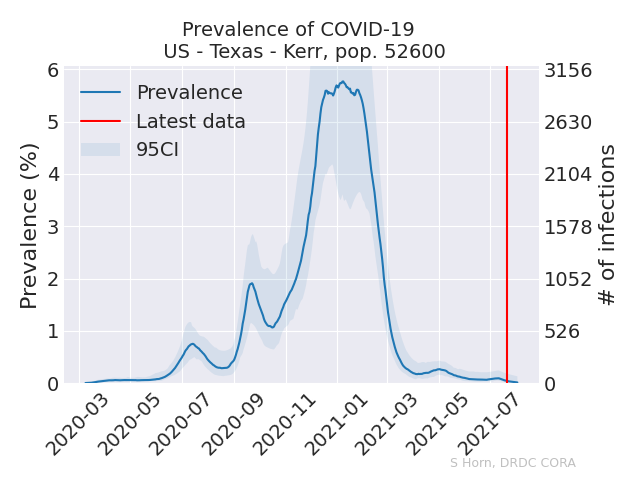 Prevalence of COVID-19
US - Texas - Kerr, pop. 52600
Prevalence
Latest data
95CI
Prevalence (%)
6
5
4
3
2
1
0
3156
2630
2104
1578
1052
526
0
# of infections
2020-03
2020-05
2020-07
2020-09
2020-11
2021-01
2021-03
2021-05
2021-07
S Horn, DRDC CORA